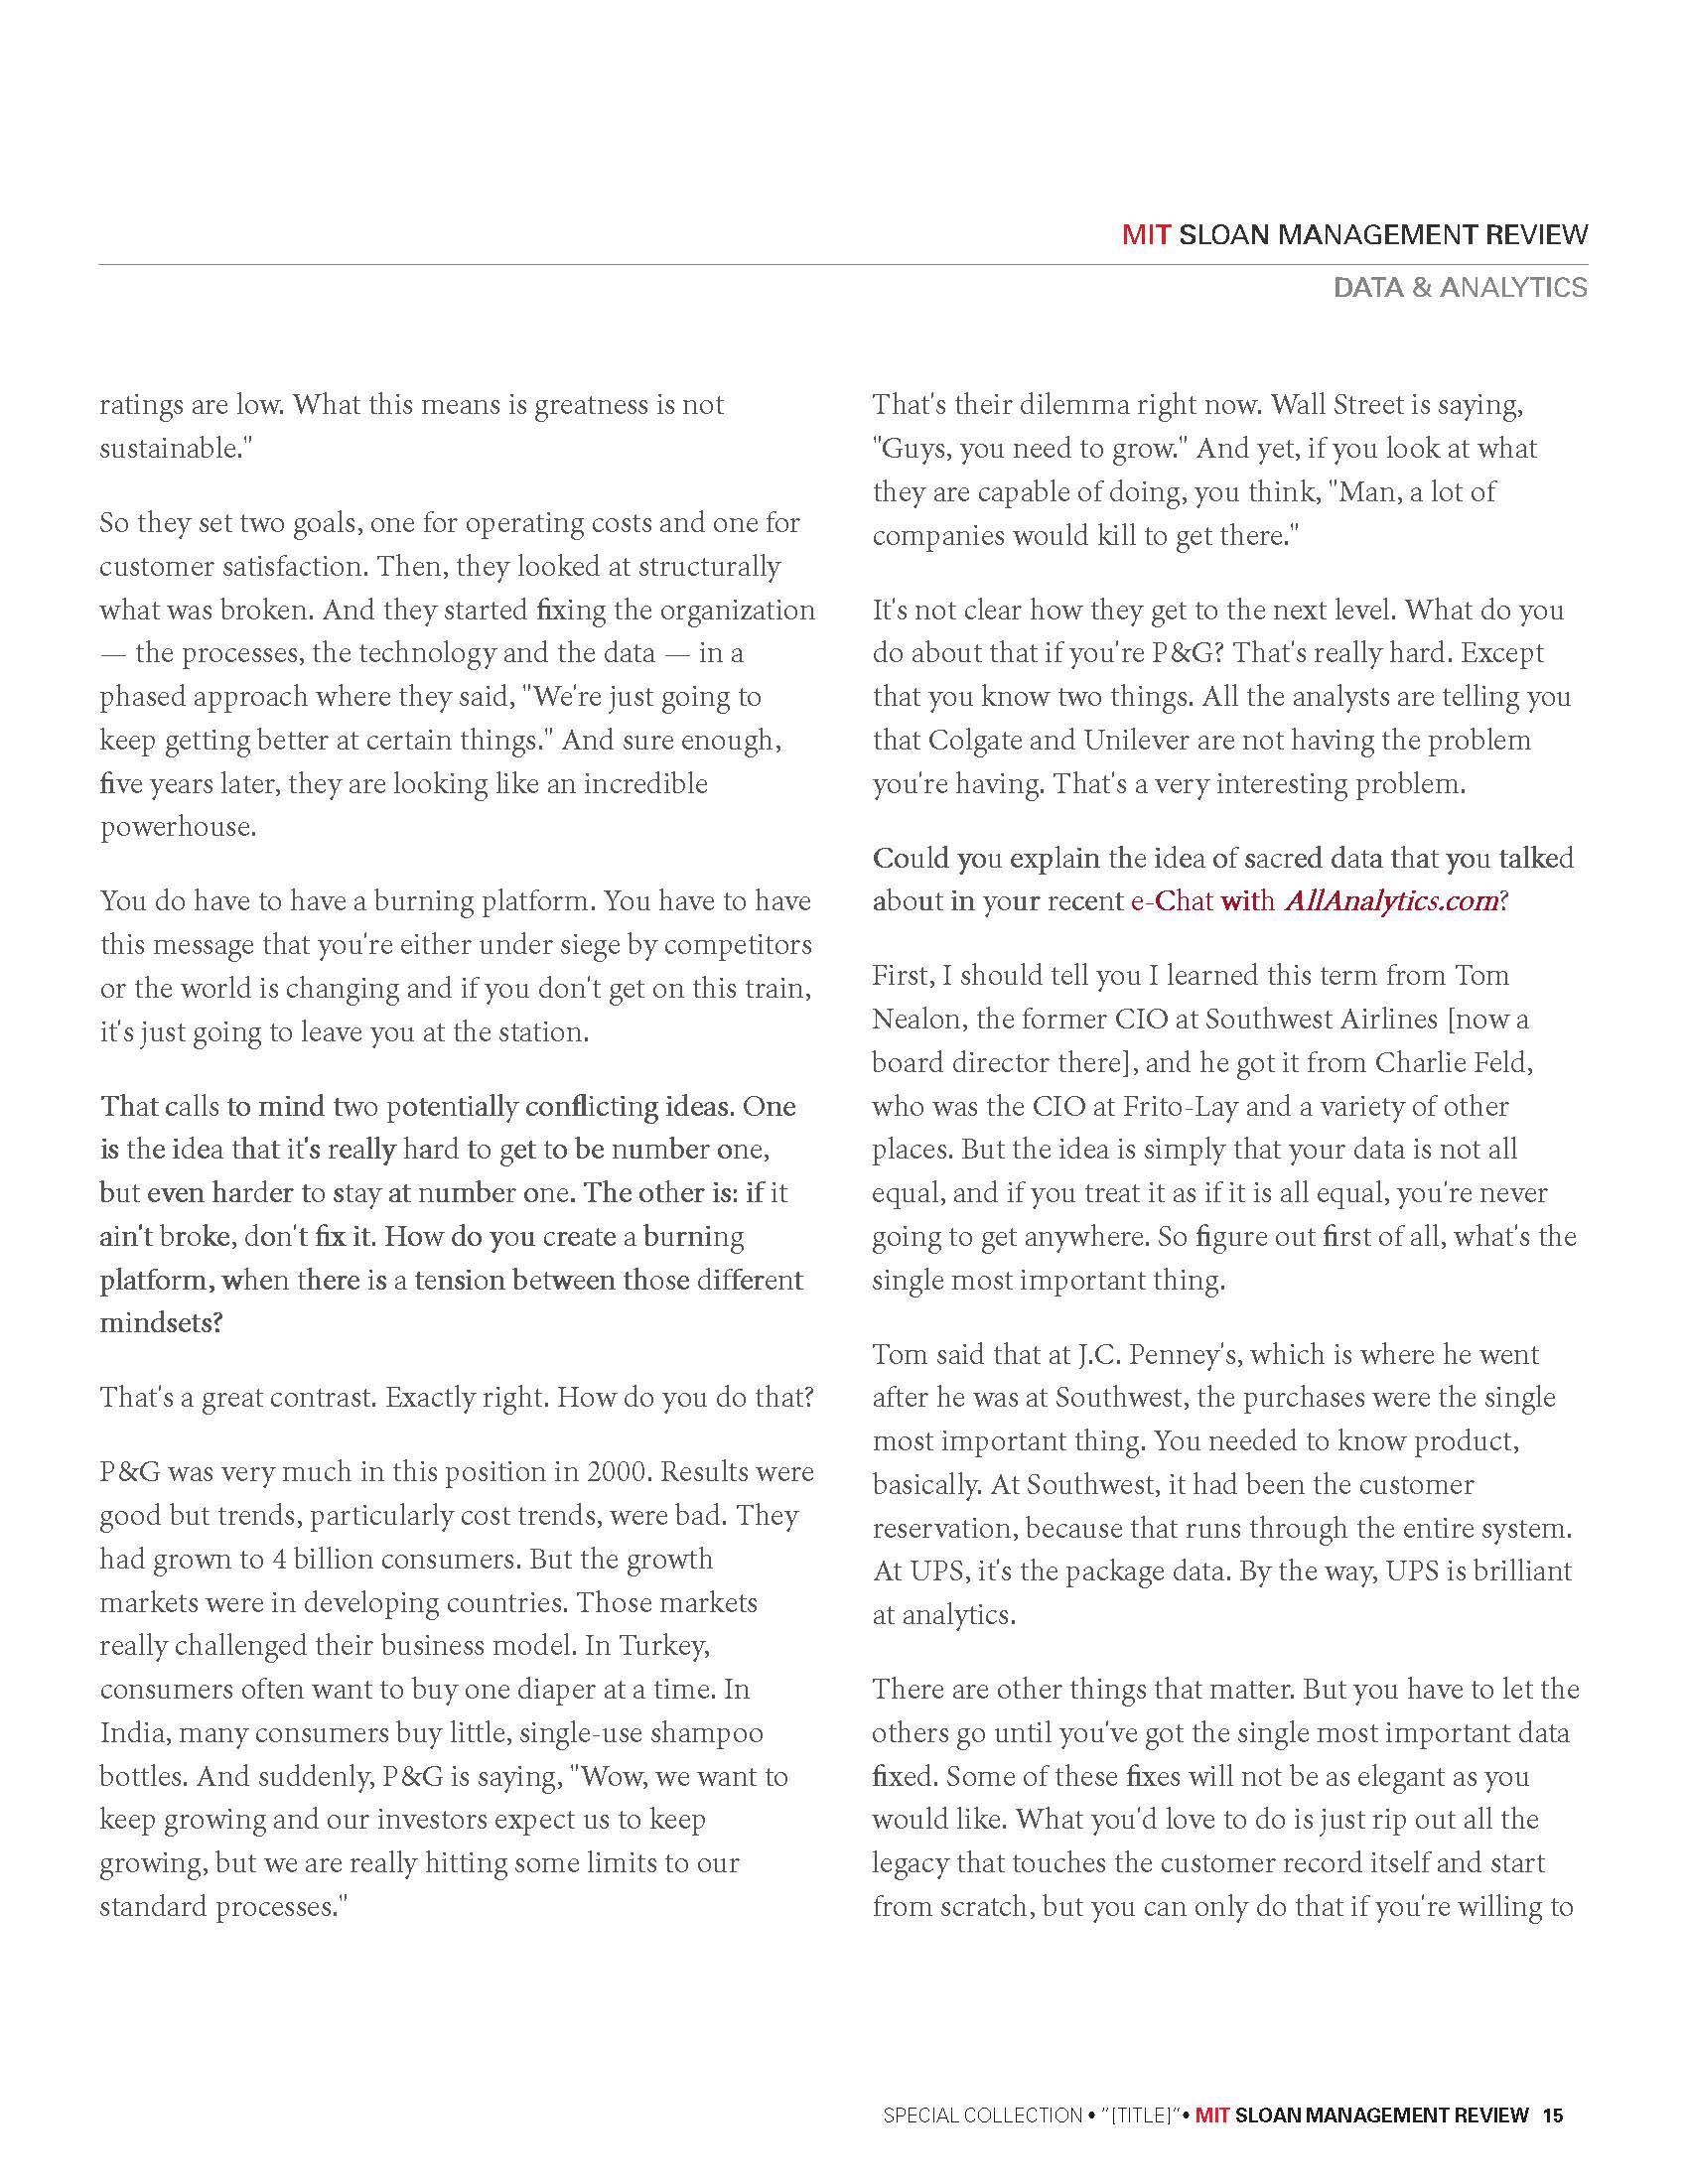 MIT SLOAN MANAGEMENT REVIEW
DATA & ANALYTICS
ratings are low. What this means is greatness is not
sustainable."
So they set two goals, one for operating costs and one for
customer satisfaction. Then, they looked at structurally
what was broken. And they started fixing the organization
— the processes, the technology and the data — in a
phased approach where they said, "We're just going to
keep getting better at certain things." And sure enough,
five years later, they are looking like an incredible
powerhouse.
You do have to have a burning platform. You have to have
this message that you're either under siege by competitors
or the world is changing and if you don't get on this train,
it's just going to leave you at the station.
That calls to mind two potentially conflicting ideas. One
is the idea that it's really hard to get to be number one,
but even harder to stay at number one. The other is: if it
ain't broke, don't fix it. How do you create a burning
platform, when there is a tension between those different
mindsets?
That's a great contrast. Exactly right. How do you do that?
P&G was very much in this position in 2000. Results were
good but trends, particularly cost trends, were bad. They
had grown to 4 billion consumers. But the growth
markets were in developing countries. Those markets
really challenged their business model. In Turkey,
consumers often want to buy one diaper at a time. In
India, many consumers buy little, single-use shampoo
bottles. And suddenly, P&G is saying, "Wow, we want to
keep growing and our investors expect us to keep
growing, but we are really hitting some limits to our
standard processes."
That's their dilemma right now. Wall Street is saying,
"Guys, you need to grow." And yet, if you look at what
they are capable of doing, you think, "Man, a lot of
companies would kill to get there."
It's not clear how they get to the next level. What do you
do about that if you're P&G? That's really hard. Except
that you know two things. All the analysts are telling you
that Colgate and Unilever are not having the problem
you're having. That's a very interesting problem.
Could you explain the idea of sacred data that you talked
about in your recent e-Chat with AllAnalytics.com?
First, I should tell you I learned this term from Tom
Nealon, the former CIO at Southwest Airlines [now a
board director there], and he got it from Charlie Feld,
who was the CIO at Frito-Lay and a variety of other
places. But the idea is simply that your data is not all
equal, and if you treat it as if it is all equal, you're never
going to get anywhere. So figure out first of all, what's the
single most important thing.
Tom said that at J.C. Penney's, which is where he went
after he was at Southwest, the purchases were the single
most important thing. You needed to know product,
basically. At Southwest, it had been the customer
reservation, because that runs through the entire system.
At UPS, it's the package data. By the way, UPS is brilliant
at analytics.
There are other things that matter. But you have to let the
others go until you've got the single most important data
fixed. Some of these fixes will not be as elegant as you
would like. What you'd love to do is just rip out all the
legacy that touches the customer record itself and start
from scratch, but you can only do that if you're willing to
SPECIAL COLLECTION • "[TITLE]"• MIT SLOAN MANAGEMENT REVIEW 15